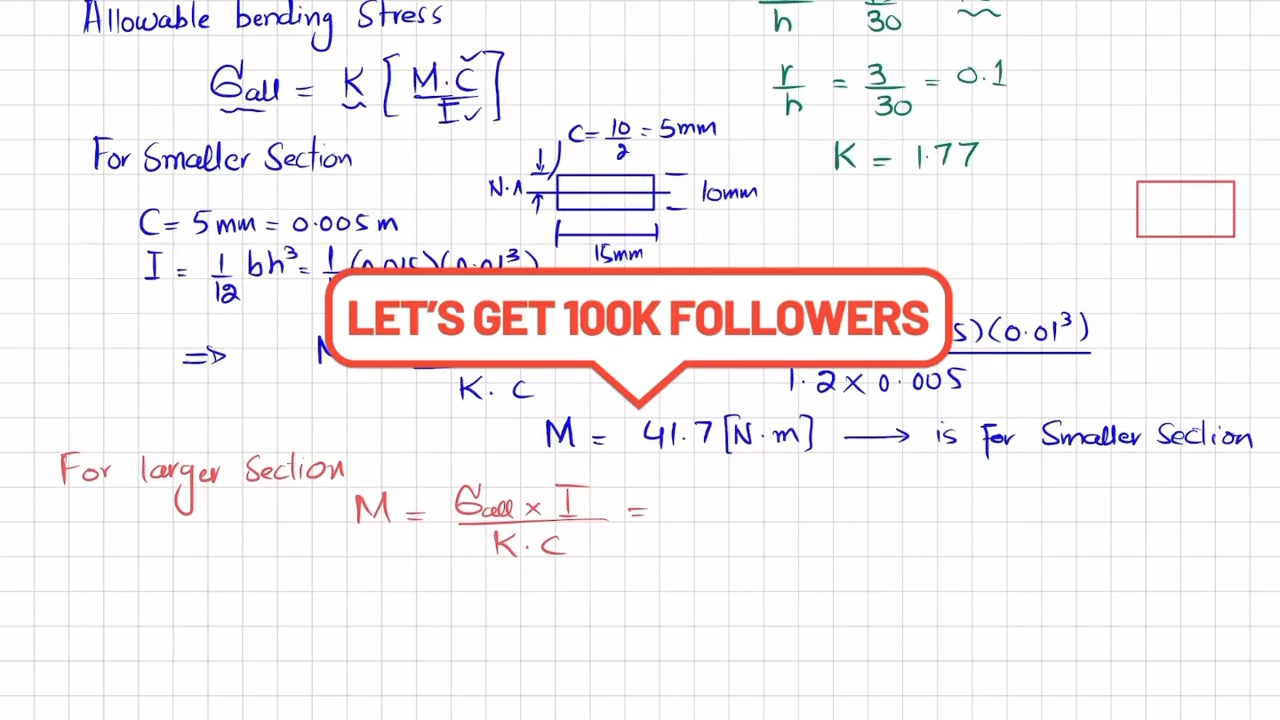 Allowable bending Stress
h 30
σall = K [ M.C / I ]
r/h = 3/30 = 0.1
K = 1.77
For Smaller Section
C = 10/2 = 5mm
N.A
10mm
15mm
C = 5mm = 0.005m
I = 1/12 bh³ =
LET'S GET 100K FOLLOWERS
⇒
K. C
)(0.01³)
1.2 × 0.005
M = 41.7 [N.m] → is For Smaller Section
For larger Section
M = σall × I / K.C =